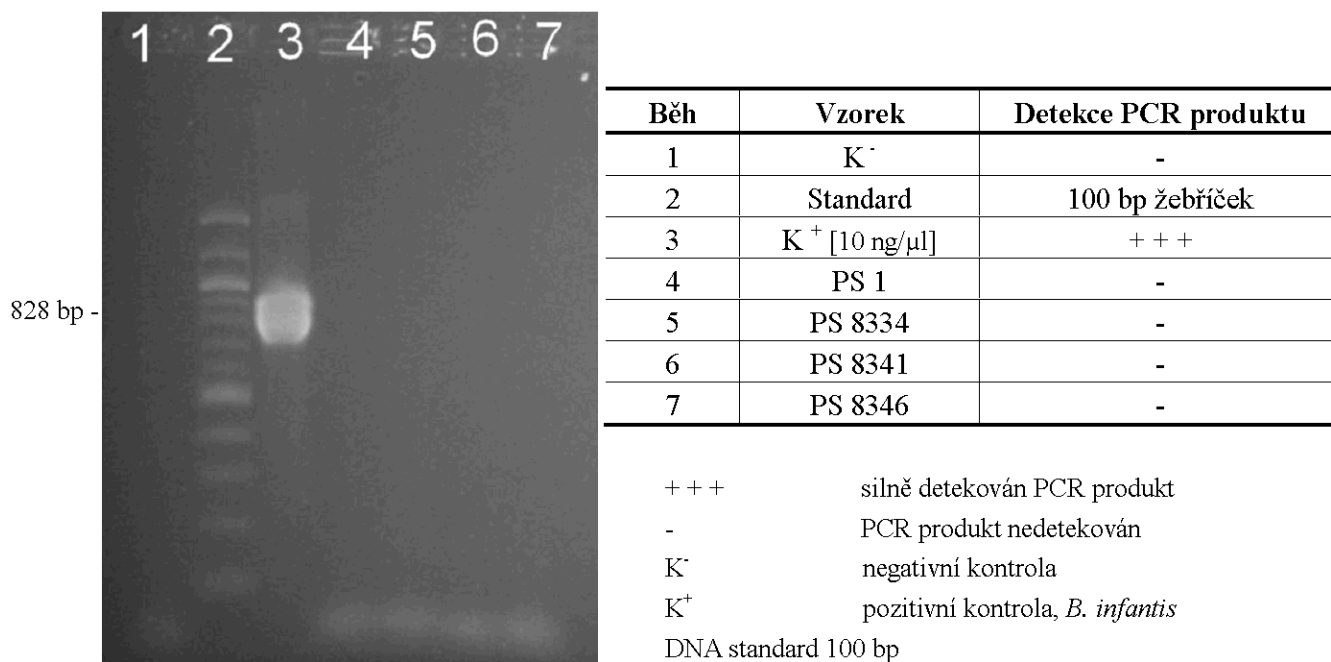 1 2 3 4 5 6 7
828 bp -
Běh Vzorek Detekce PCR produktu
1 K⁻ -
2 Standard 100 bp žebříček
3 K⁺ [10 ng/µl] + + +
4 PS 1 -
5 PS 8334 -
6 PS 8341 -
7 PS 8346 -
+ + + silně detekován PCR produkt
- PCR produkt nedetekován
K⁻ negativní kontrola
K⁺ pozitivní kontrola, B. infantis
DNA standard 100 bp